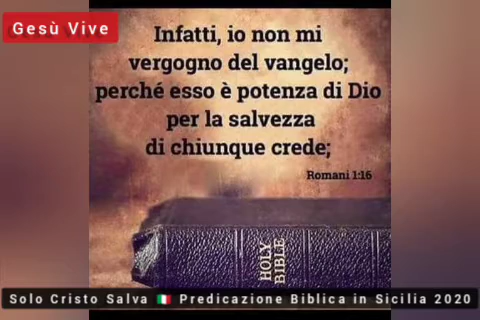 Gesù Vive
Infatti, io non mi
vergogno del vangelo;
perché esso è potenza di Dio
per la salvezza
di chiunque crede;
Romani 1:16
HOLY
BIBLE
Solo Cristo Salva 🇮🇹 Predicazione Biblica in Sicilia 2020